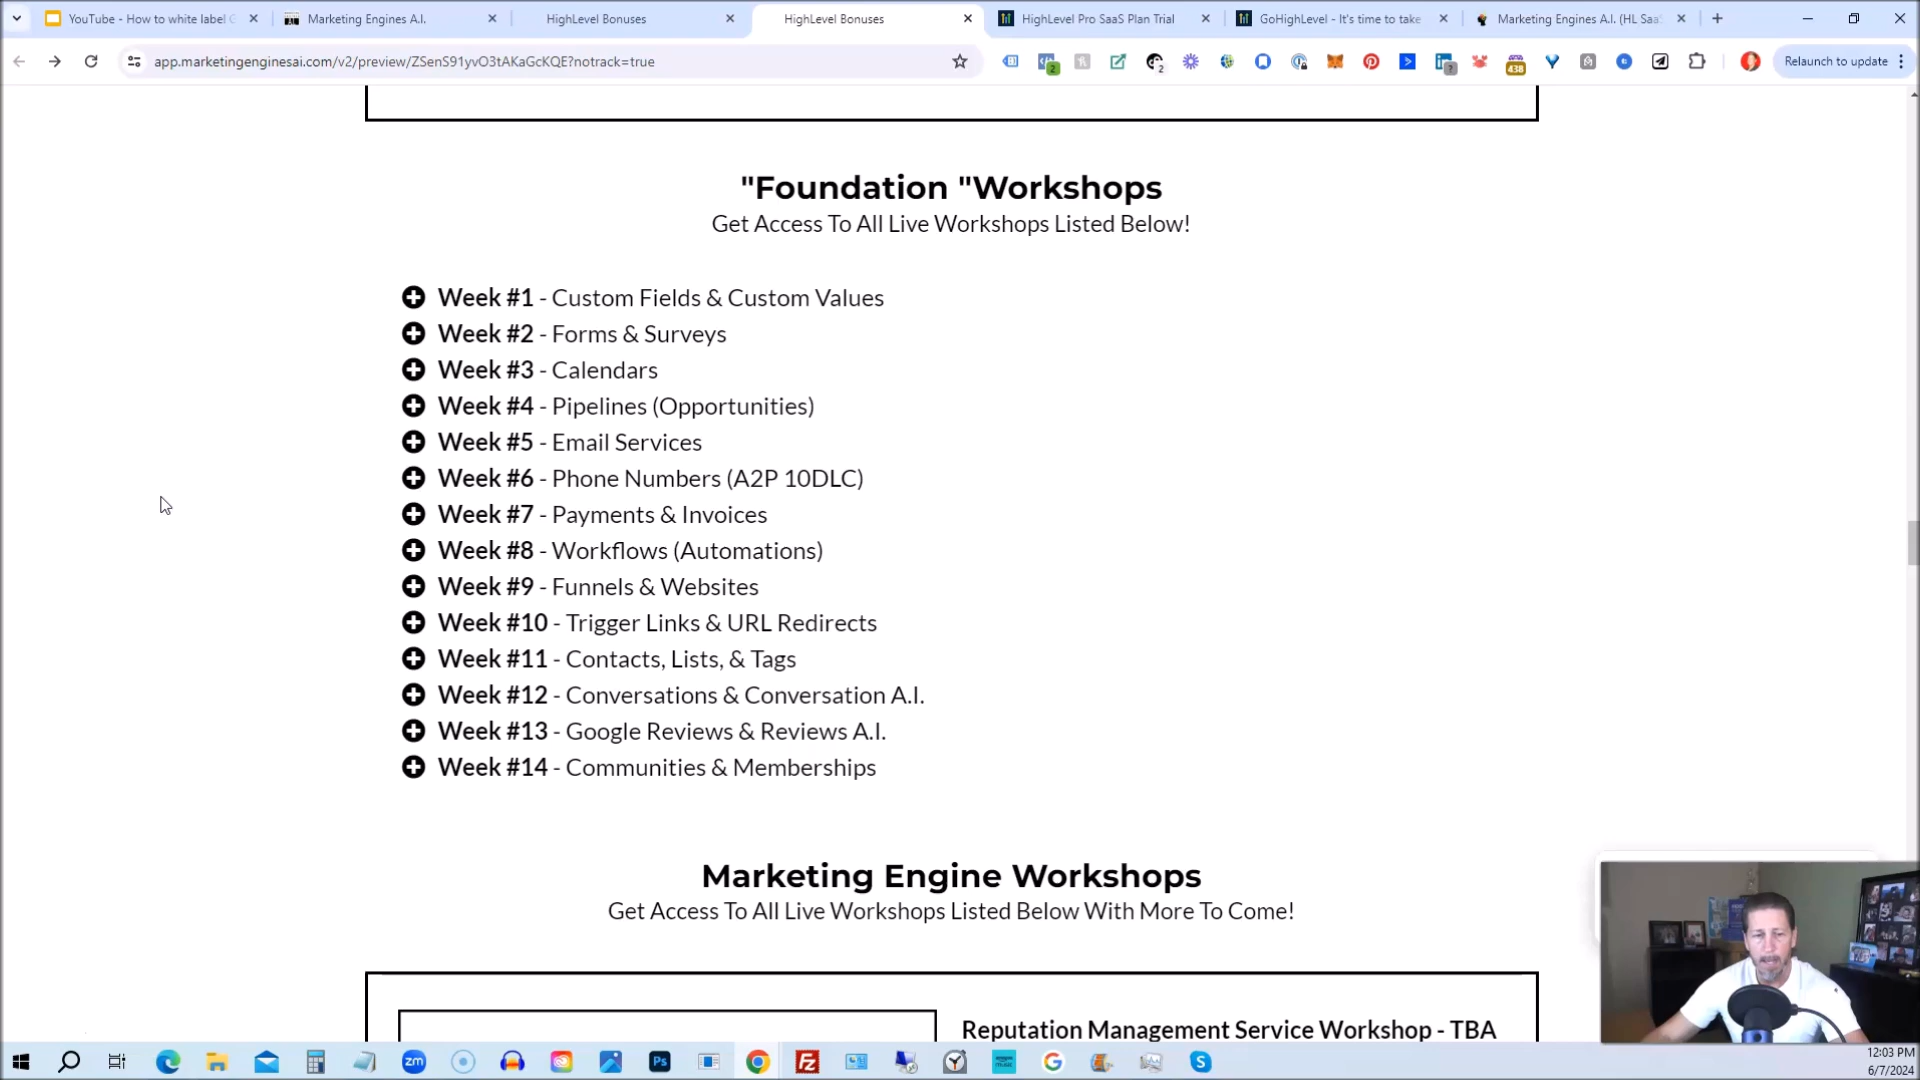 YouTube - How to white label G
Marketing Engines A.I.
HighLevel Bonuses
HighLevel Bonuses
HighLevel Pro SaaS Plan Trial
GoHighLevel - It's time to take
Marketing Engines A.I. (HL Saa
app.marketingenginesai.com/v2/preview/ZSenS91yvO3tAKaGcKQE?notrack=true
2
2
?
438
Relaunch to update
"Foundation "Workshops
Get Access To All Live Workshops Listed Below!
Week #1 - Custom Fields & Custom Values
Week #2 - Forms & Surveys
Week #3 - Calendars
Week #4 - Pipelines (Opportunities)
Week #5 - Email Services
Week #6 - Phone Numbers (A2P 10DLC)
Week #7 - Payments & Invoices
Week #8 - Workflows (Automations)
Week #9 - Funnels & Websites
Week #10 - Trigger Links & URL Redirects
Week #11 - Contacts, Lists, & Tags
Week #12 - Conversations & Conversation A.I.
Week #13 - Google Reviews & Reviews A.I.
Week #14 - Communities & Memberships
Marketing Engine Workshops
Get Access To All Live Workshops Listed Below With More To Come!
Reputation Management Service Workshop - TBA
zm
Ps
Fz
12:03 PM
6/7/2024